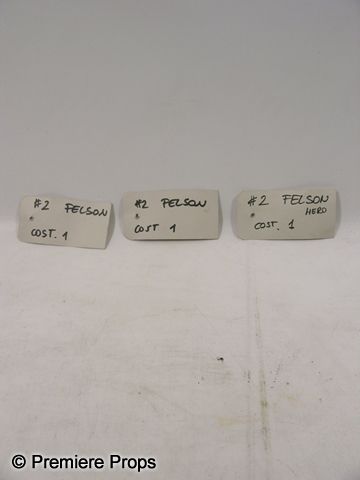 #2 FELSON
COST. 1
#2 FELSON
COST 1
#2 FELSON
HERO
COST. 1
© Premiere Props